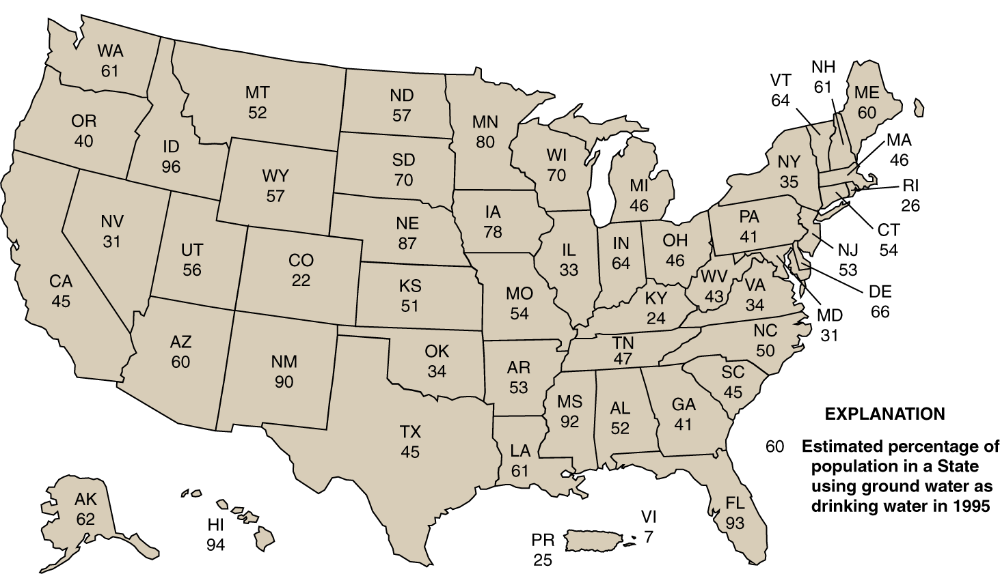 WA
61
OR
40
ID
96
MT
52
ND
57
MN
80
SD
70
WY
57
NE
87
IA
78
WI
70
MI
46
NV
31
UT
56
CO
22
CA
45
KS
51
MO
54
IL
33
IN
64
OH
46
KY
24
WV
43
VA
34
PA
41
NY
35
VT
64
NH
61
ME
60
MA
46
RI
26
CT
54
NJ
53
DE
66
MD
31
NC
50
TN
47
SC
45
GA
41
AL
52
MS
92
AR
53
OK
34
AZ
60
NM
90
TX
45
LA
61
FL
93
AK
62
HI
94
PR
25
VI
7
EXPLANATION
60 Estimated percentage of
population in a State
using ground water as
drinking water in 1995